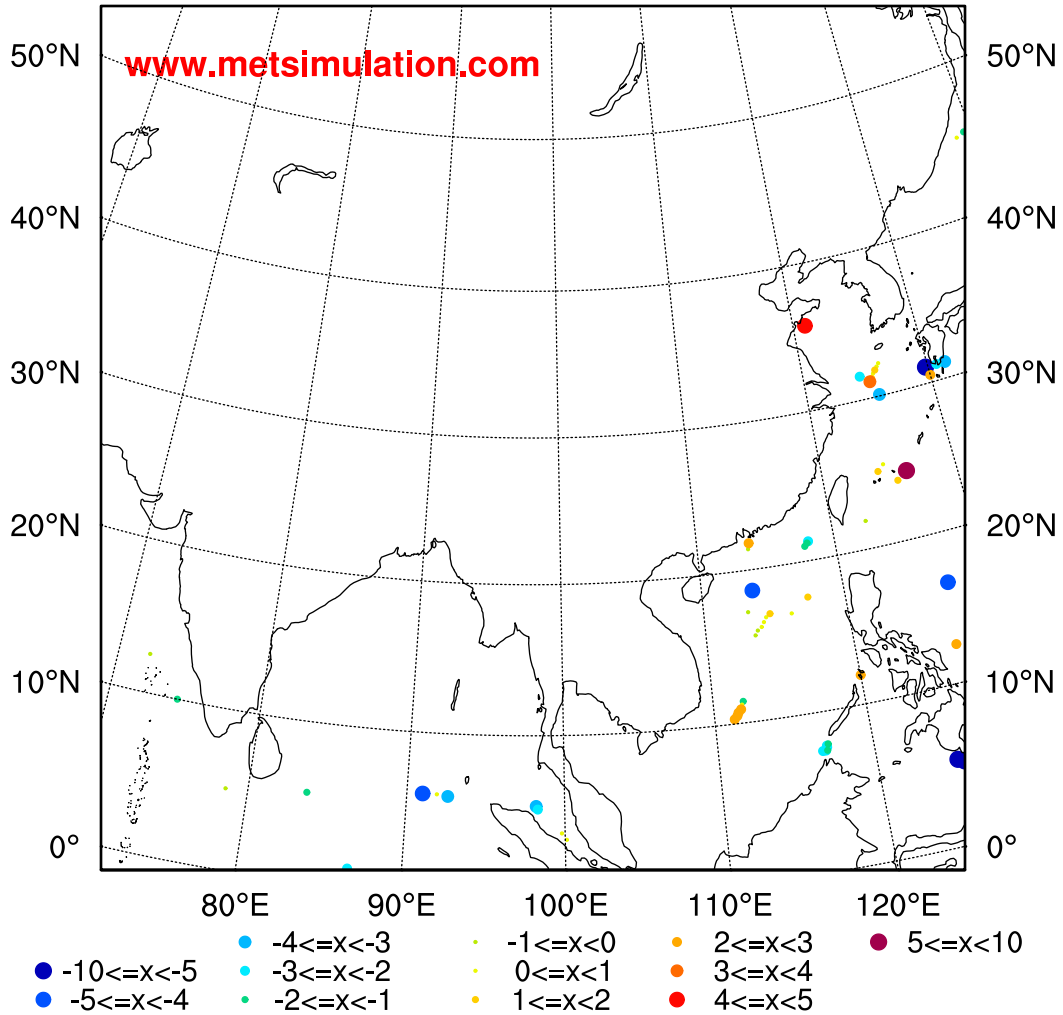 www.metsimulation.com
50°N 50°N
40°N 40°N
30°N 30°N
20°N 20°N
10°N 10°N
0° 0°
80°E 90°E 100°E 110°E 120°E
-4<=x<-3 -1<=x<0 2<=x<3 5<=x<10
-10<=x<-5 -3<=x<-2 0<=x<1 3<=x<4
-5<=x<-4 -2<=x<-1 1<=x<2 4<=x<5